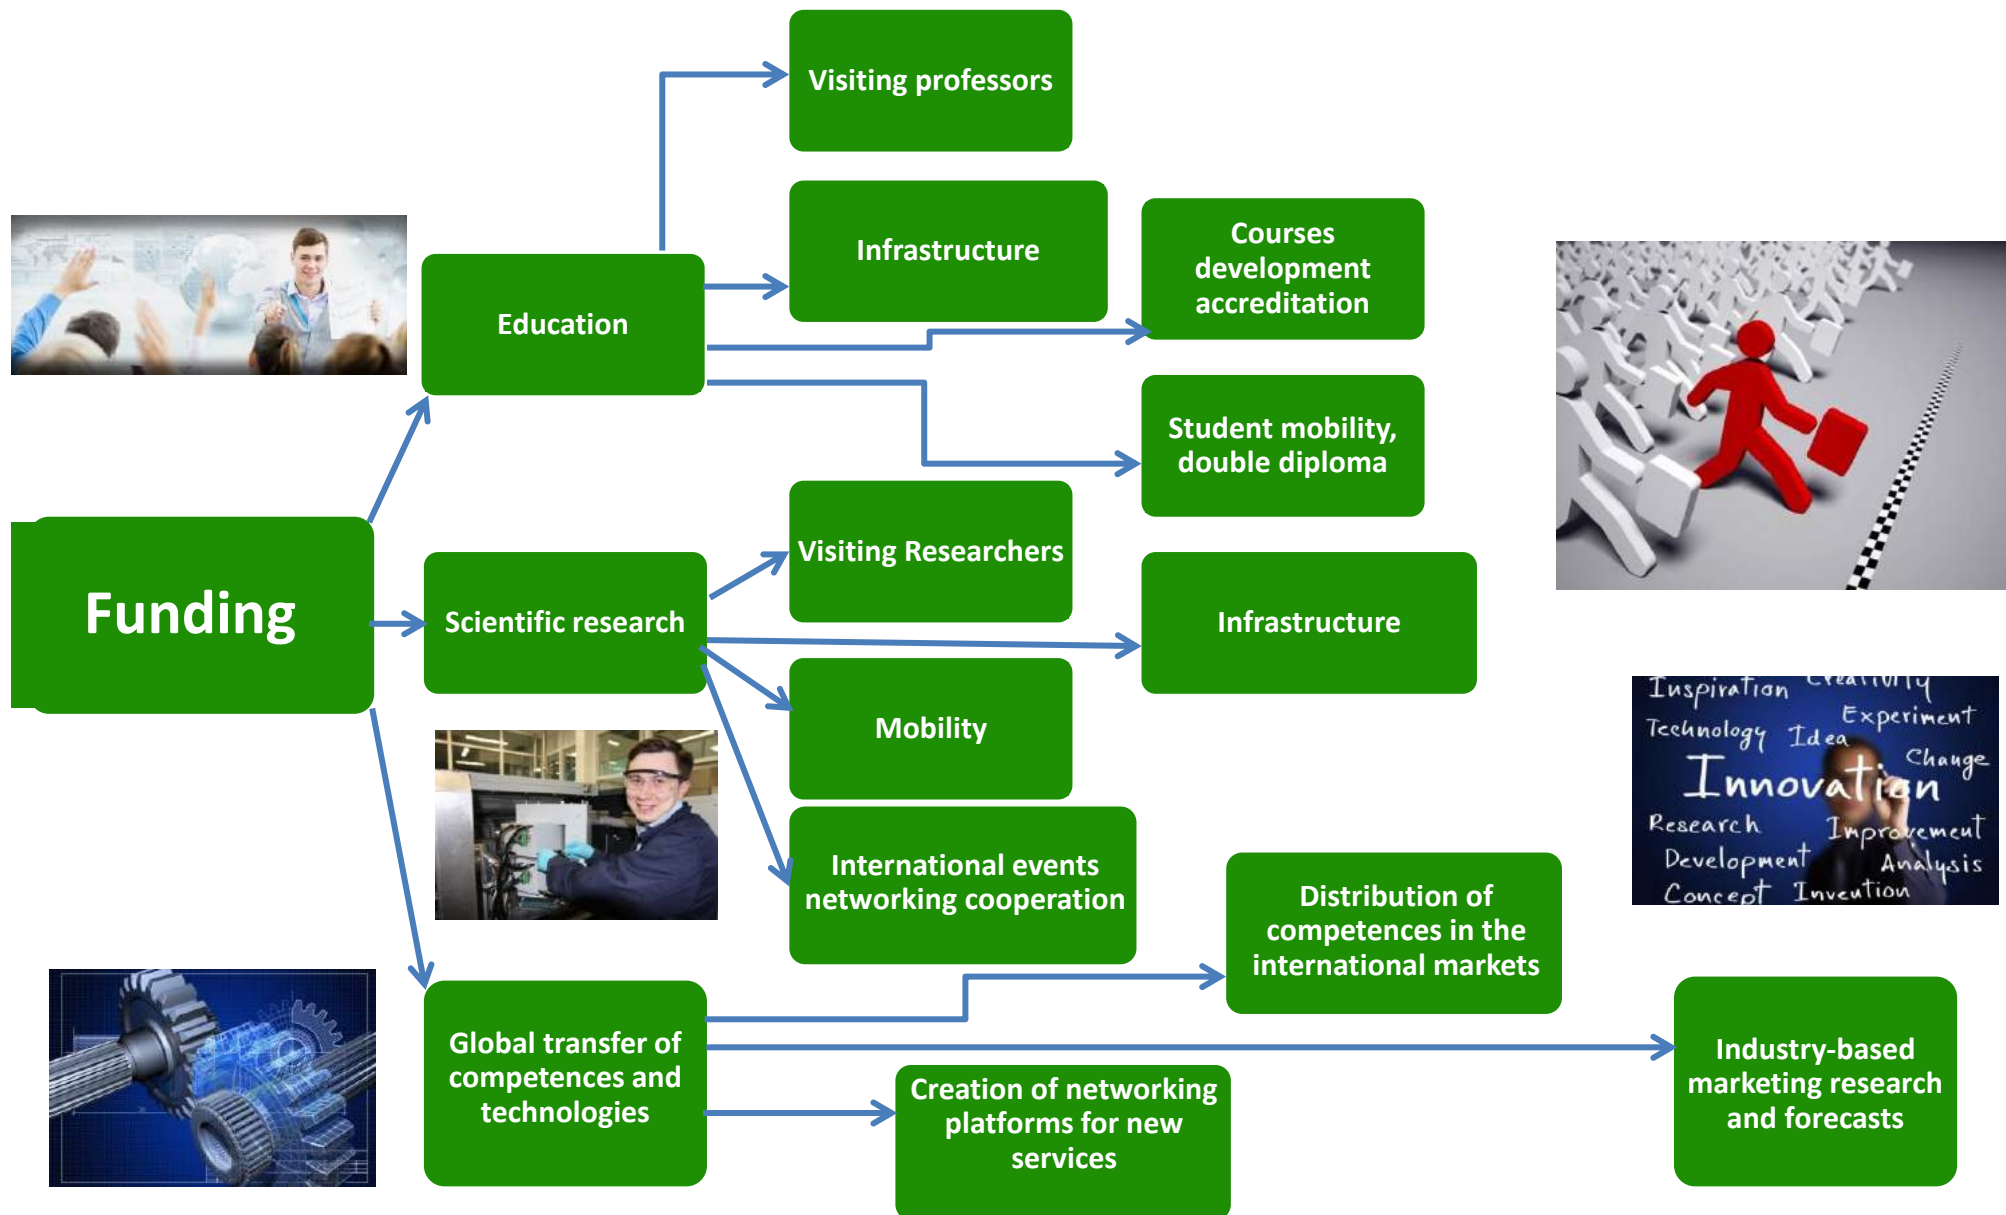 Visiting professors
Infrastructure
Courses
development
accreditation
Education
Student mobility,
double diploma
Funding
Scientific research
Visiting Researchers
Infrastructure
Mobility
International events
networking cooperation
Inspiration Creativity
Experiment
Technology Idea
Change
Innovation
Research Improvement
Development Analysis
Concept Invention
Distribution of
competences in the
international markets
Global transfer of
competences and
technologies
Creation of networking
platforms for new
services
Industry-based
marketing research
and forecasts